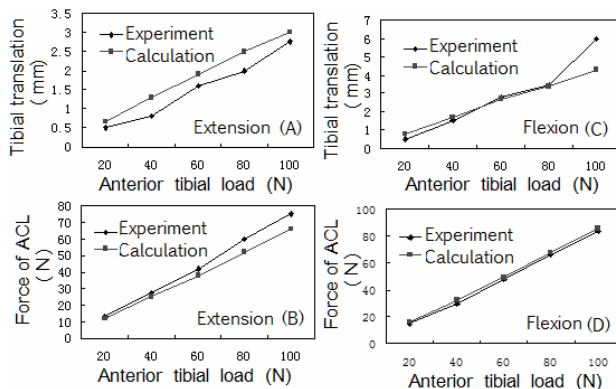 3.5
3
2.5
2
1.5
1
0.5
0
Tibial translation
( mm)
Experiment
Calculation
Extension (A)
20 40 60 80 100
Anterior tibial load (N)
7
6
5
4
3
2
1
0
Tibial translation
( mm)
Experiment
Calculation
Flexion (C)
20 40 60 80 100
Anterior tibial load (N)
80
70
60
50
40
30
20
10
0
Force of ACL
( N)
Experiment
Calculation
Extension (B)
20 40 60 80 100
Anterior tibial load (N)
100
80
60
40
20
0
Force of ACL
( N)
Experiment
Calculation
Flexion (D)
20 40 60 80 100
Anterior tibial load (N)